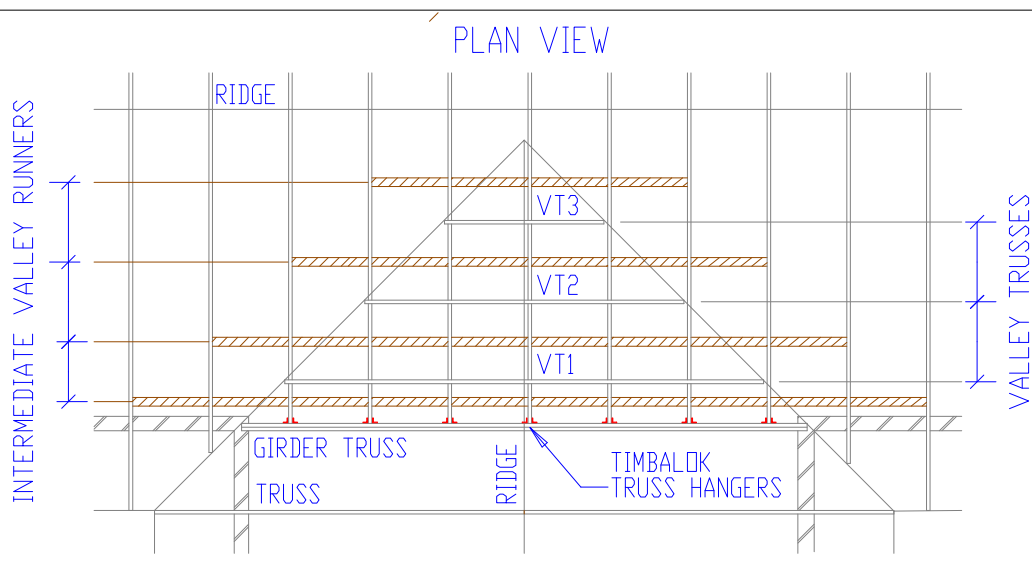 PLAN VIEW
RIDGE
INTERMEDIATE VALLEY RUNNERS
VT3
VT2
VT1
VALLEY TRUSSES
GIRDER TRUSS
TRUSS
RIDGE
TIMBALOK
TRUSS HANGERS